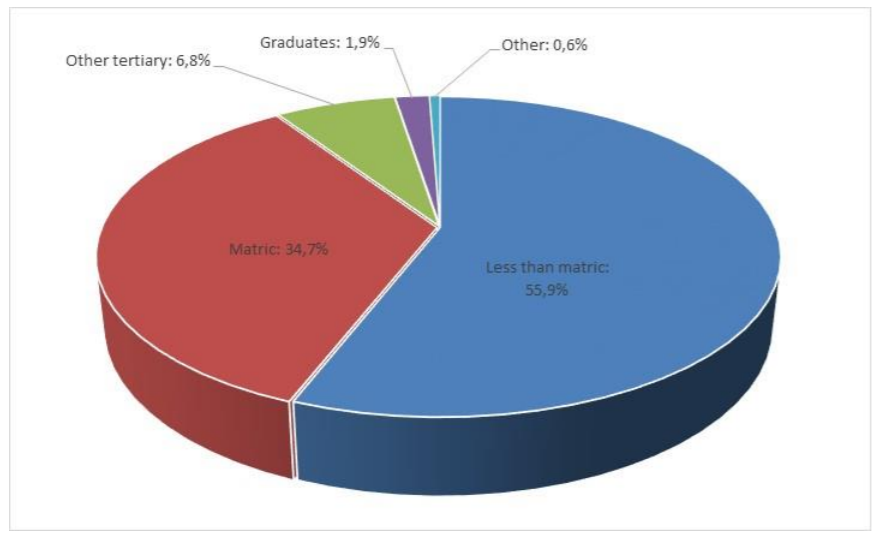 Graduates: 1,9%
Other: 0,6%
Other tertiary: 6,8%
Matric: 34,7%
Less than matric:
55,9%